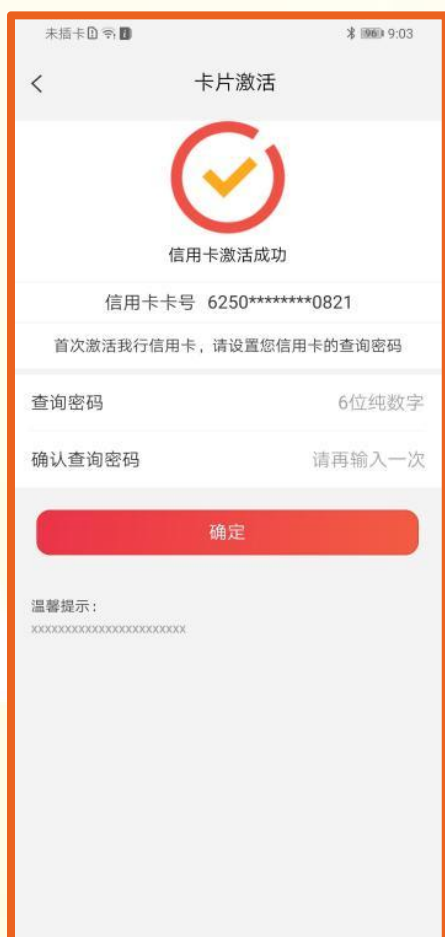 未插卡 96 9:03
卡片激活
信用卡激活成功
信用卡卡号 6250********0821
首次激活我行信用卡，请设置您信用卡的查询密码
查询密码 6位纯数字
确认查询密码 请再输入一次
确定
温馨提示：
xxxxxxxxxxxxxxxxxxxxxxx